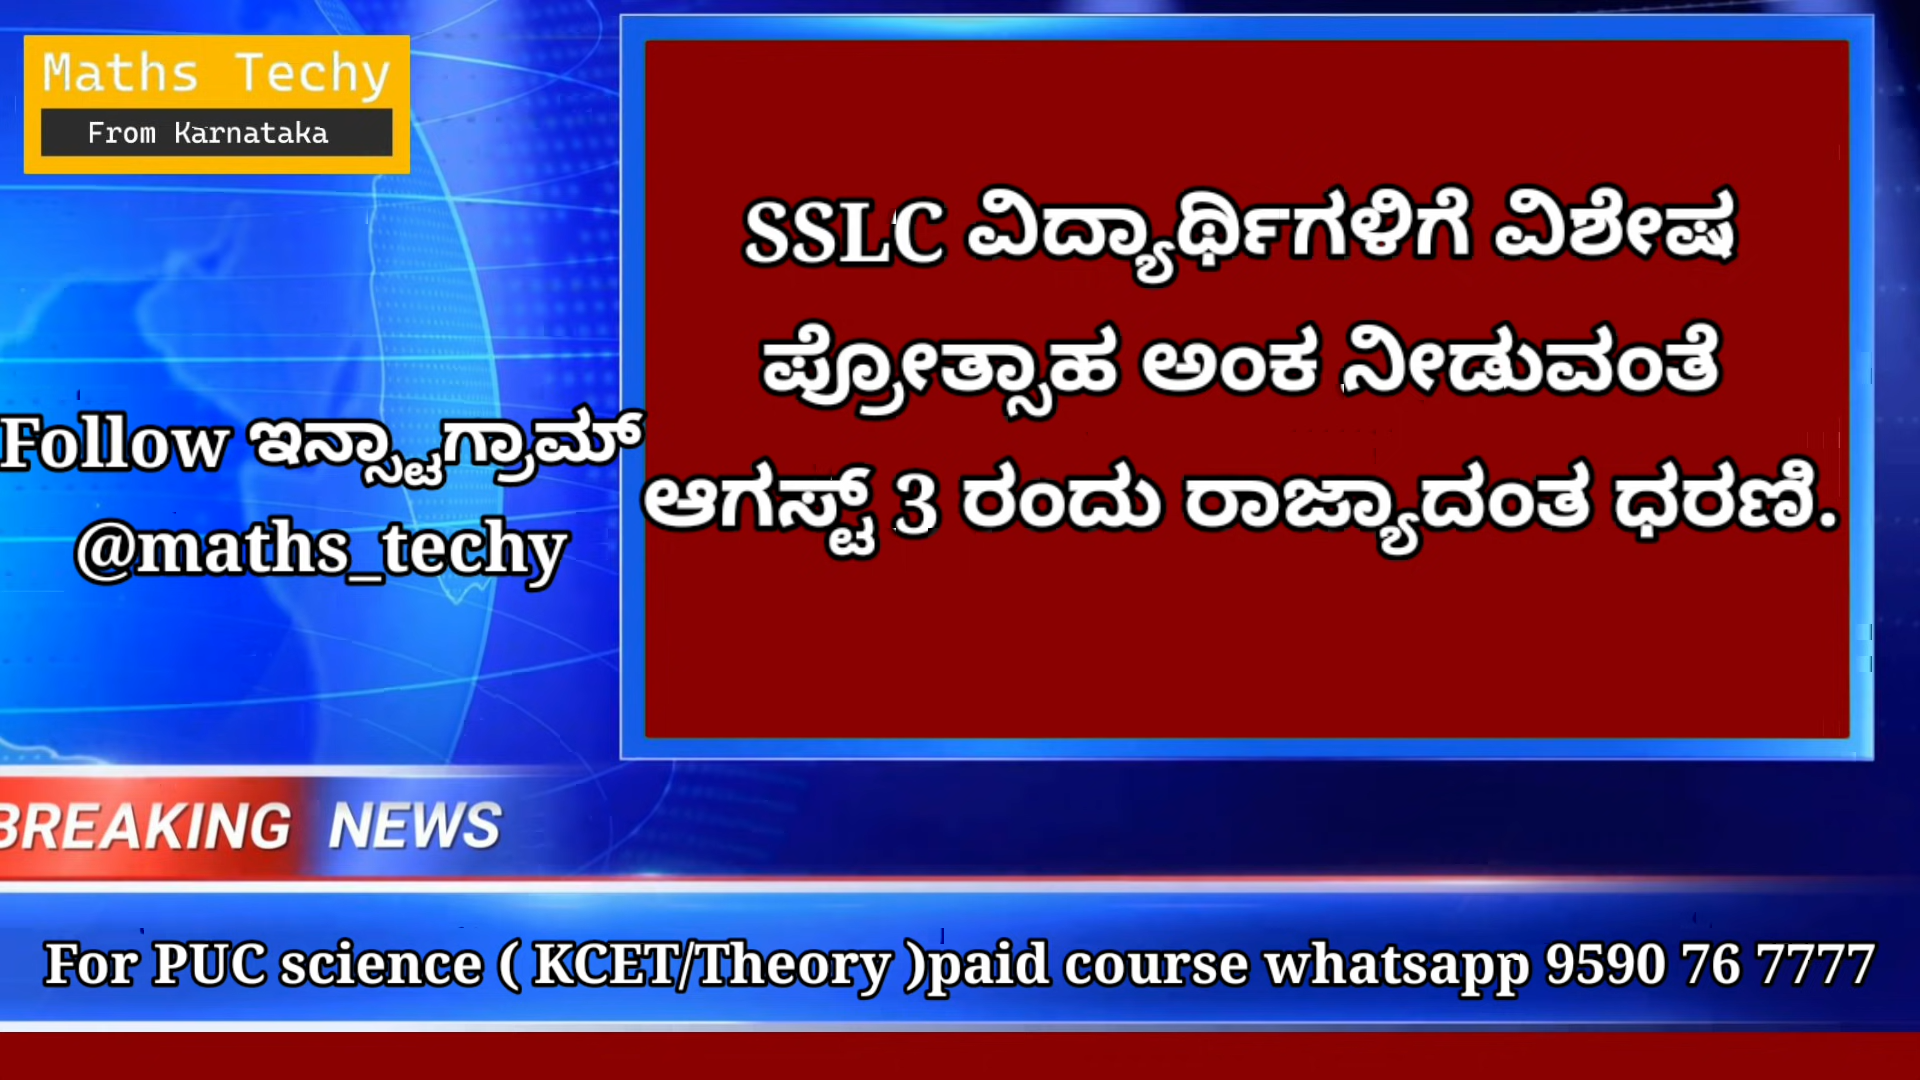 Maths Techy
From Karnataka
SSLC ವಿದ್ಯಾರ್ಥಿಗಳಿಗೆ ವಿಶೇಷ
ಪ್ರೋತ್ಸಾಹ ಅಂಕ ನೀಡುವಂತೆ
ಆಗಸ್ಟ್ 3 ರಂದು ರಾಜ್ಯಾದಂತ ಧರಣಿ.
Follow ಇನ್ಸ್ಟಾಗ್ರಾಮ್
@maths_techy
BREAKING NEWS
For PUC science ( KCET/Theory )paid course whatsapp 9590 76 7777